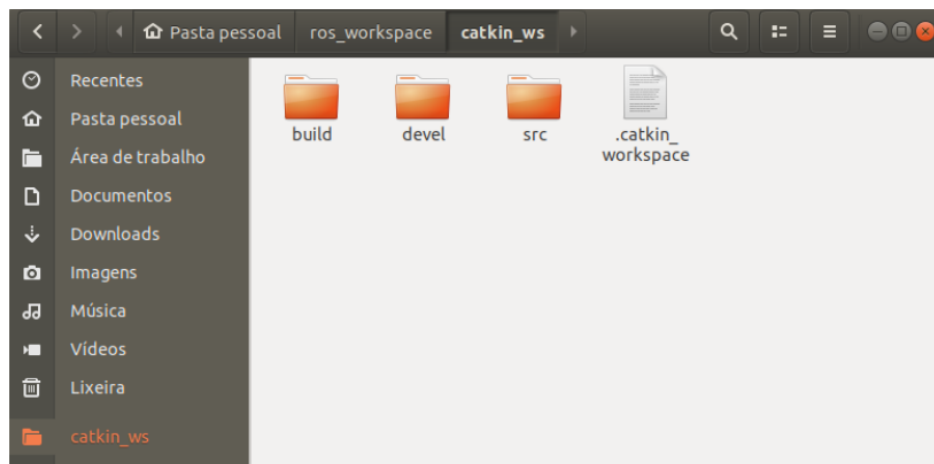 Pasta pessoal ros_workspace catkin_ws
Recentes
Pasta pessoal
Área de trabalho
Documentos
Downloads
Imagens
Música
Vídeos
Lixeira
catkin_ws
build devel src .catkin_
workspace